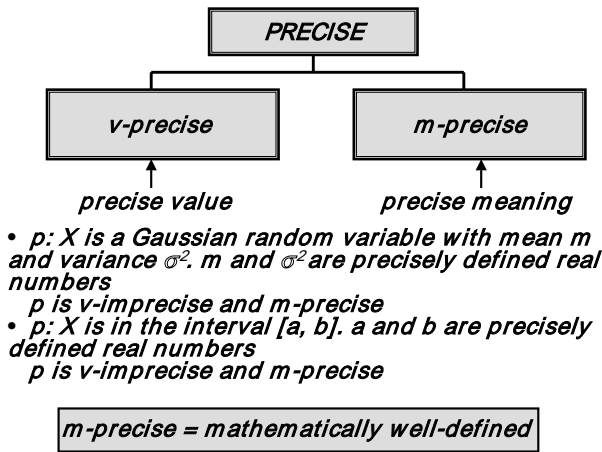 PRECISE
v-precise
m-precise
precise value
precise meaning
• p: X is a Gaussian random variable with mean m
and variance σ². m and σ² are precisely defined real
numbers
p is v-imprecise and m-precise
• p: X is in the interval [a, b]. a and b are precisely
defined real numbers
p is v-imprecise and m-precise
m-precise = mathematically well-defined